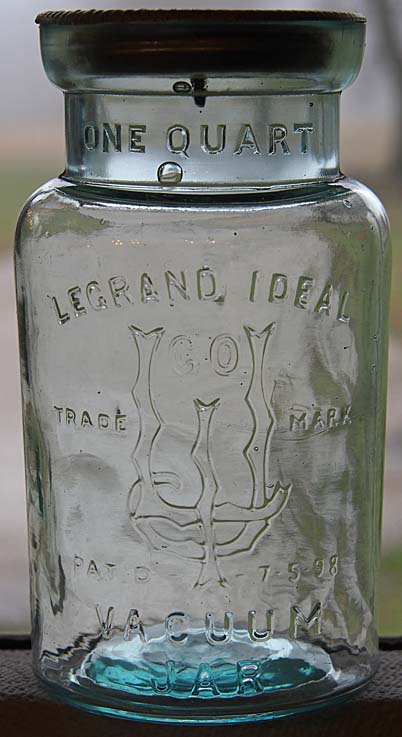 ONE QUART
LEGRAND IDEAL
CO
TRADE MARK
PAT'D 7-5-98
VACUUM
JAR